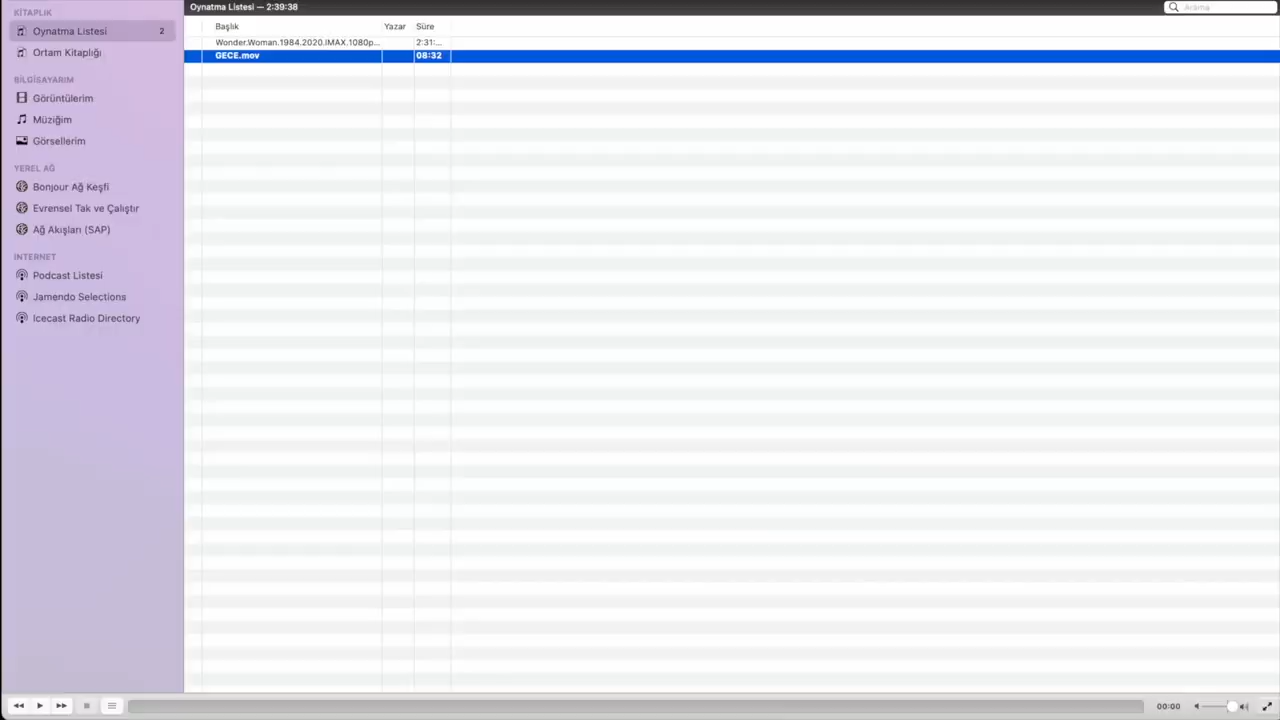 KİTAPLIK
Oynatma Listesi 2
Ortam Kitaplığı
BİLGİSAYARIM
Görüntülerim
Müziğim
Görsellerim
YEREL AĞ
Bonjour Ağ Keşfi
Evrensel Tak ve Çalıştır
Ağ Akışları (SAP)
İNTERNET
Podcast Listesi
Jamendo Selections
Icecast Radio Directory
Oynatma Listesi — 2:39:38
Arama
Başlık Yazar Süre
Wonder.Woman.1984.2020.IMAX.1080p... 2:31:...
GECE.mov 08:32
00:00